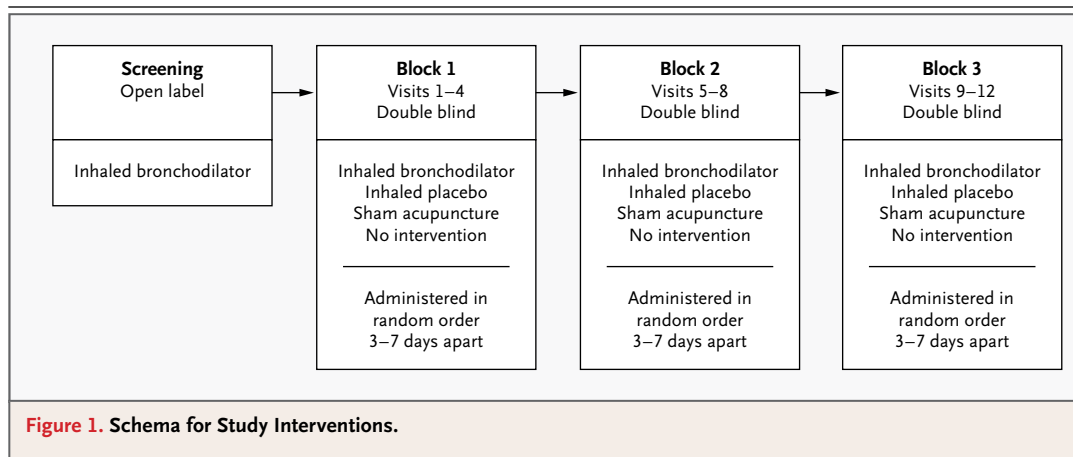 Screening
Open label
Inhaled bronchodilator
Block 1
Visits 1–4
Double blind
Inhaled bronchodilator
Inhaled placebo
Sham acupuncture
No intervention
Administered in
random order
3–7 days apart
Block 2
Visits 5–8
Double blind
Inhaled bronchodilator
Inhaled placebo
Sham acupuncture
No intervention
Administered in
random order
3–7 days apart
Block 3
Visits 9–12
Double blind
Inhaled bronchodilator
Inhaled placebo
Sham acupuncture
No intervention
Administered in
random order
3–7 days apart
Figure 1. Schema for Study Interventions.